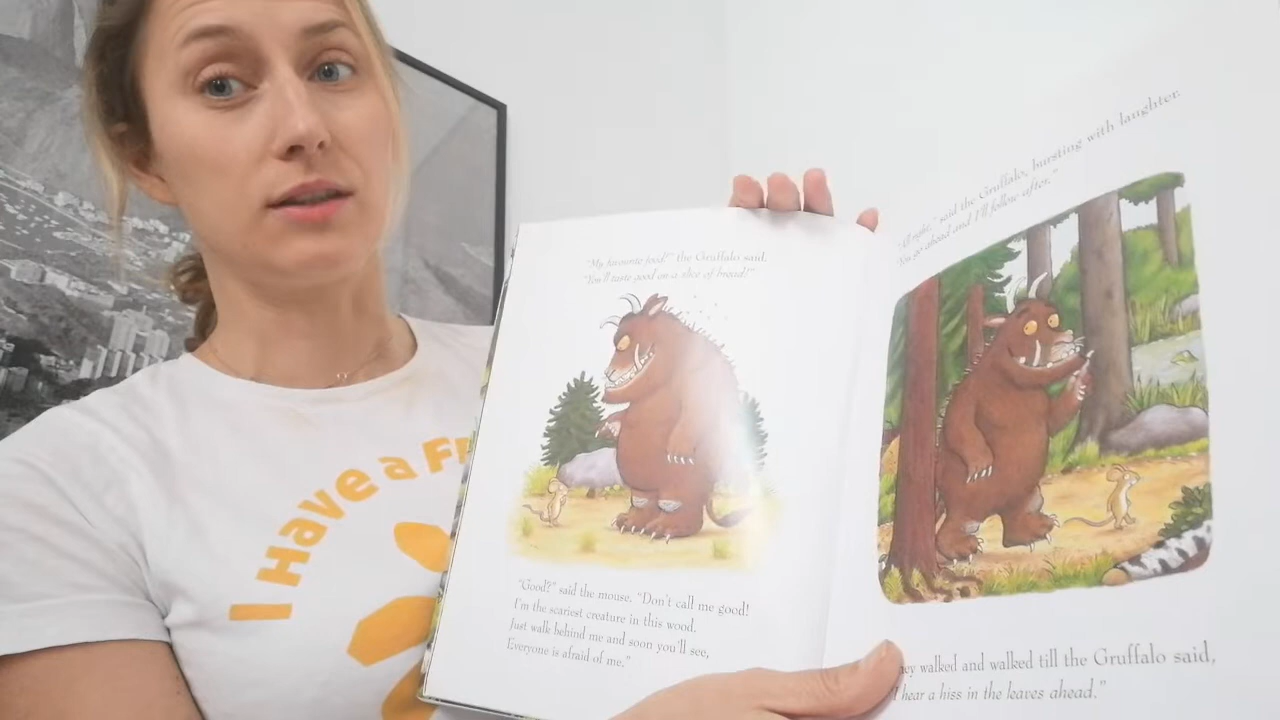 I Have a Fr
"My favourite food!" the Gruffalo said.
"You'll taste good on a slice of bread!"
"Good?" said the mouse. "Don't call me good!
I'm the scariest creature in this wood.
Just walk behind me and soon you'll see,
Everyone is afraid of me."
"All right," said the Gruffalo, bursting with laughter.
"You go ahead and I'll follow after."
hey walked and walked till the Gruffalo said,
I hear a hiss in the leaves ahead."